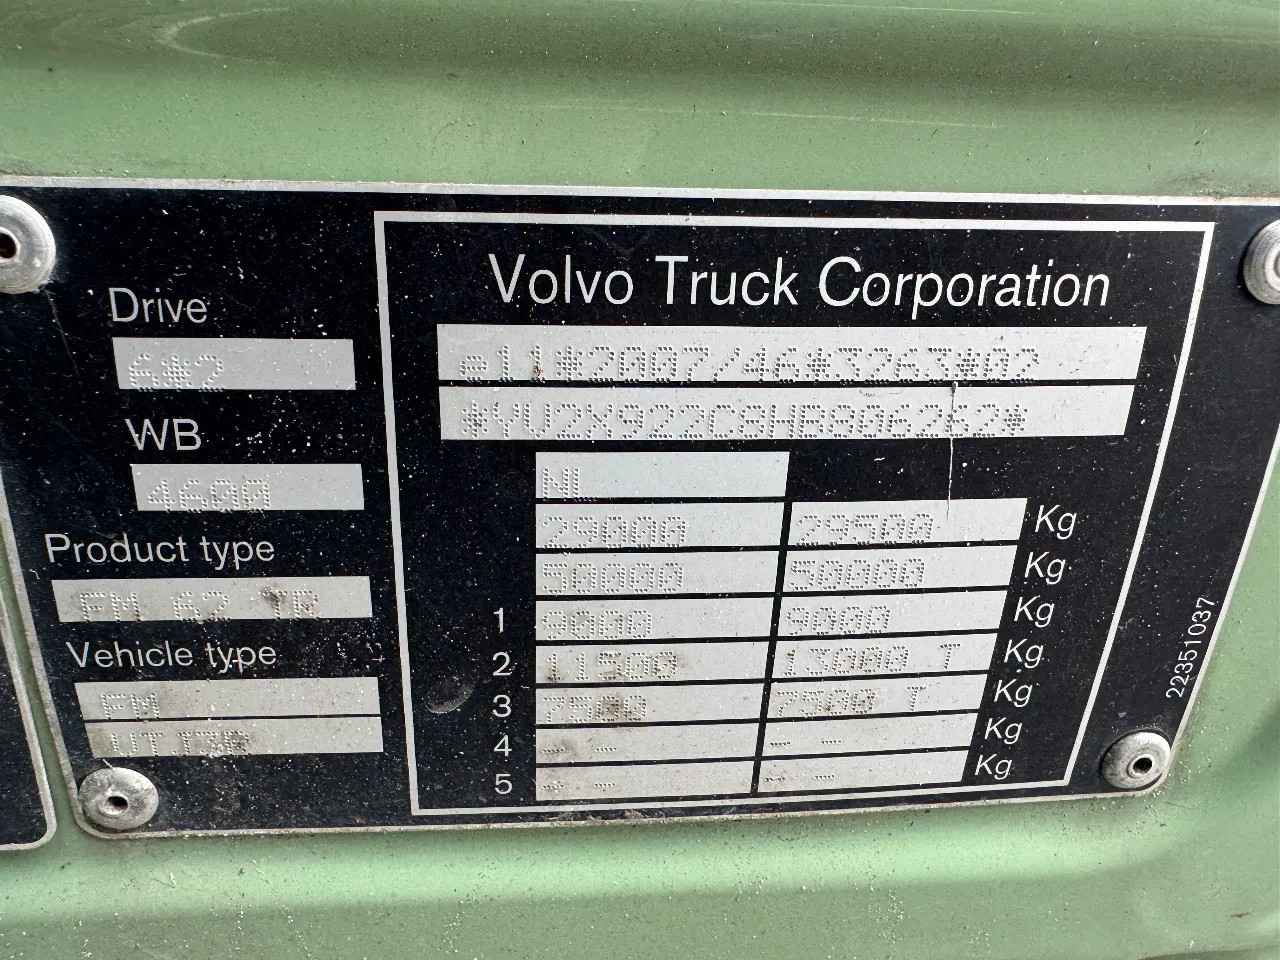 Drive
6*2
WB
4600
Product type
FM 62 TR
Vehicle type
FM
Volvo Truck Corporation
e11*2007/46*3263*02
*YV2X922C8HB806262*
NL
29000 29500 Kg
50000 50000 Kg
1 9000 9000 Kg
2 11500 13000 T Kg
3 7500 7500 T Kg
4 -- -- Kg
5 -- -- Kg
22351037